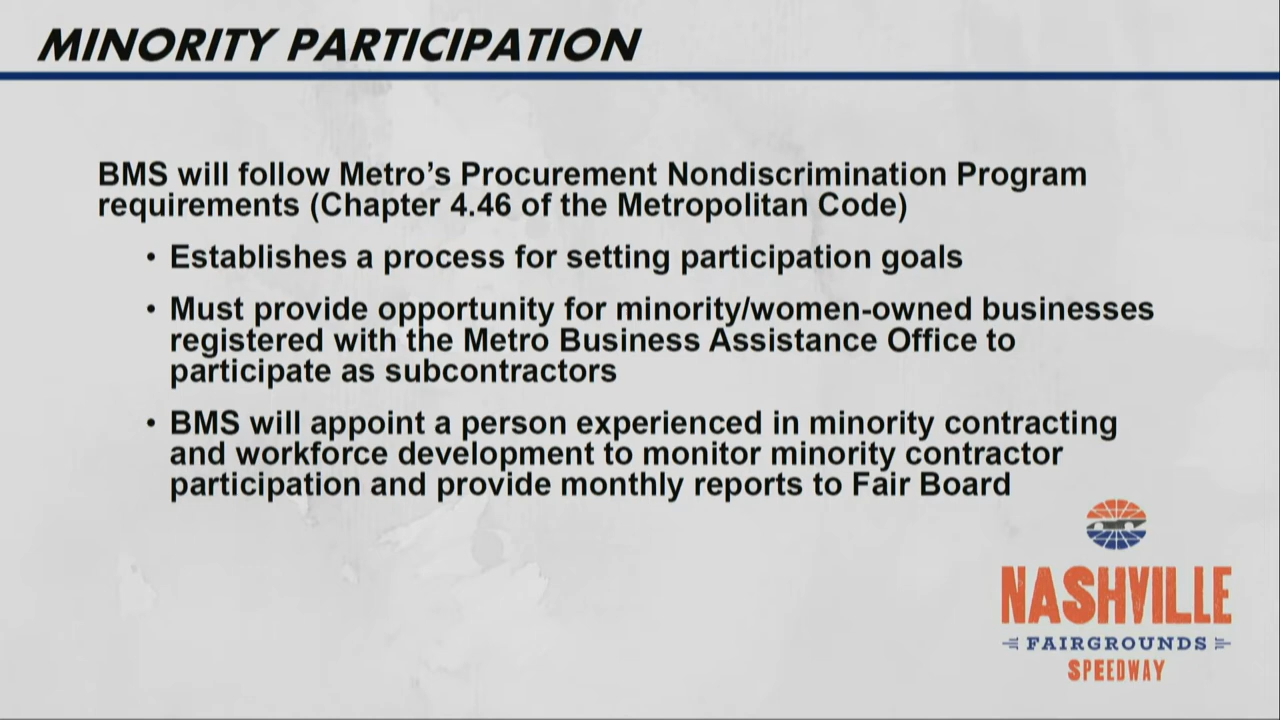 MINORITY PARTICIPATION
BMS will follow Metro’s Procurement Nondiscrimination Program
requirements (Chapter 4.46 of the Metropolitan Code)
• Establishes a process for setting participation goals
• Must provide opportunity for minority/women-owned businesses
registered with the Metro Business Assistance Office to
participate as subcontractors
• BMS will appoint a person experienced in minority contracting
and workforce development to monitor minority contractor
participation and provide monthly reports to Fair Board
NASHVILLE
FAIRGROUNDS
SPEEDWAY